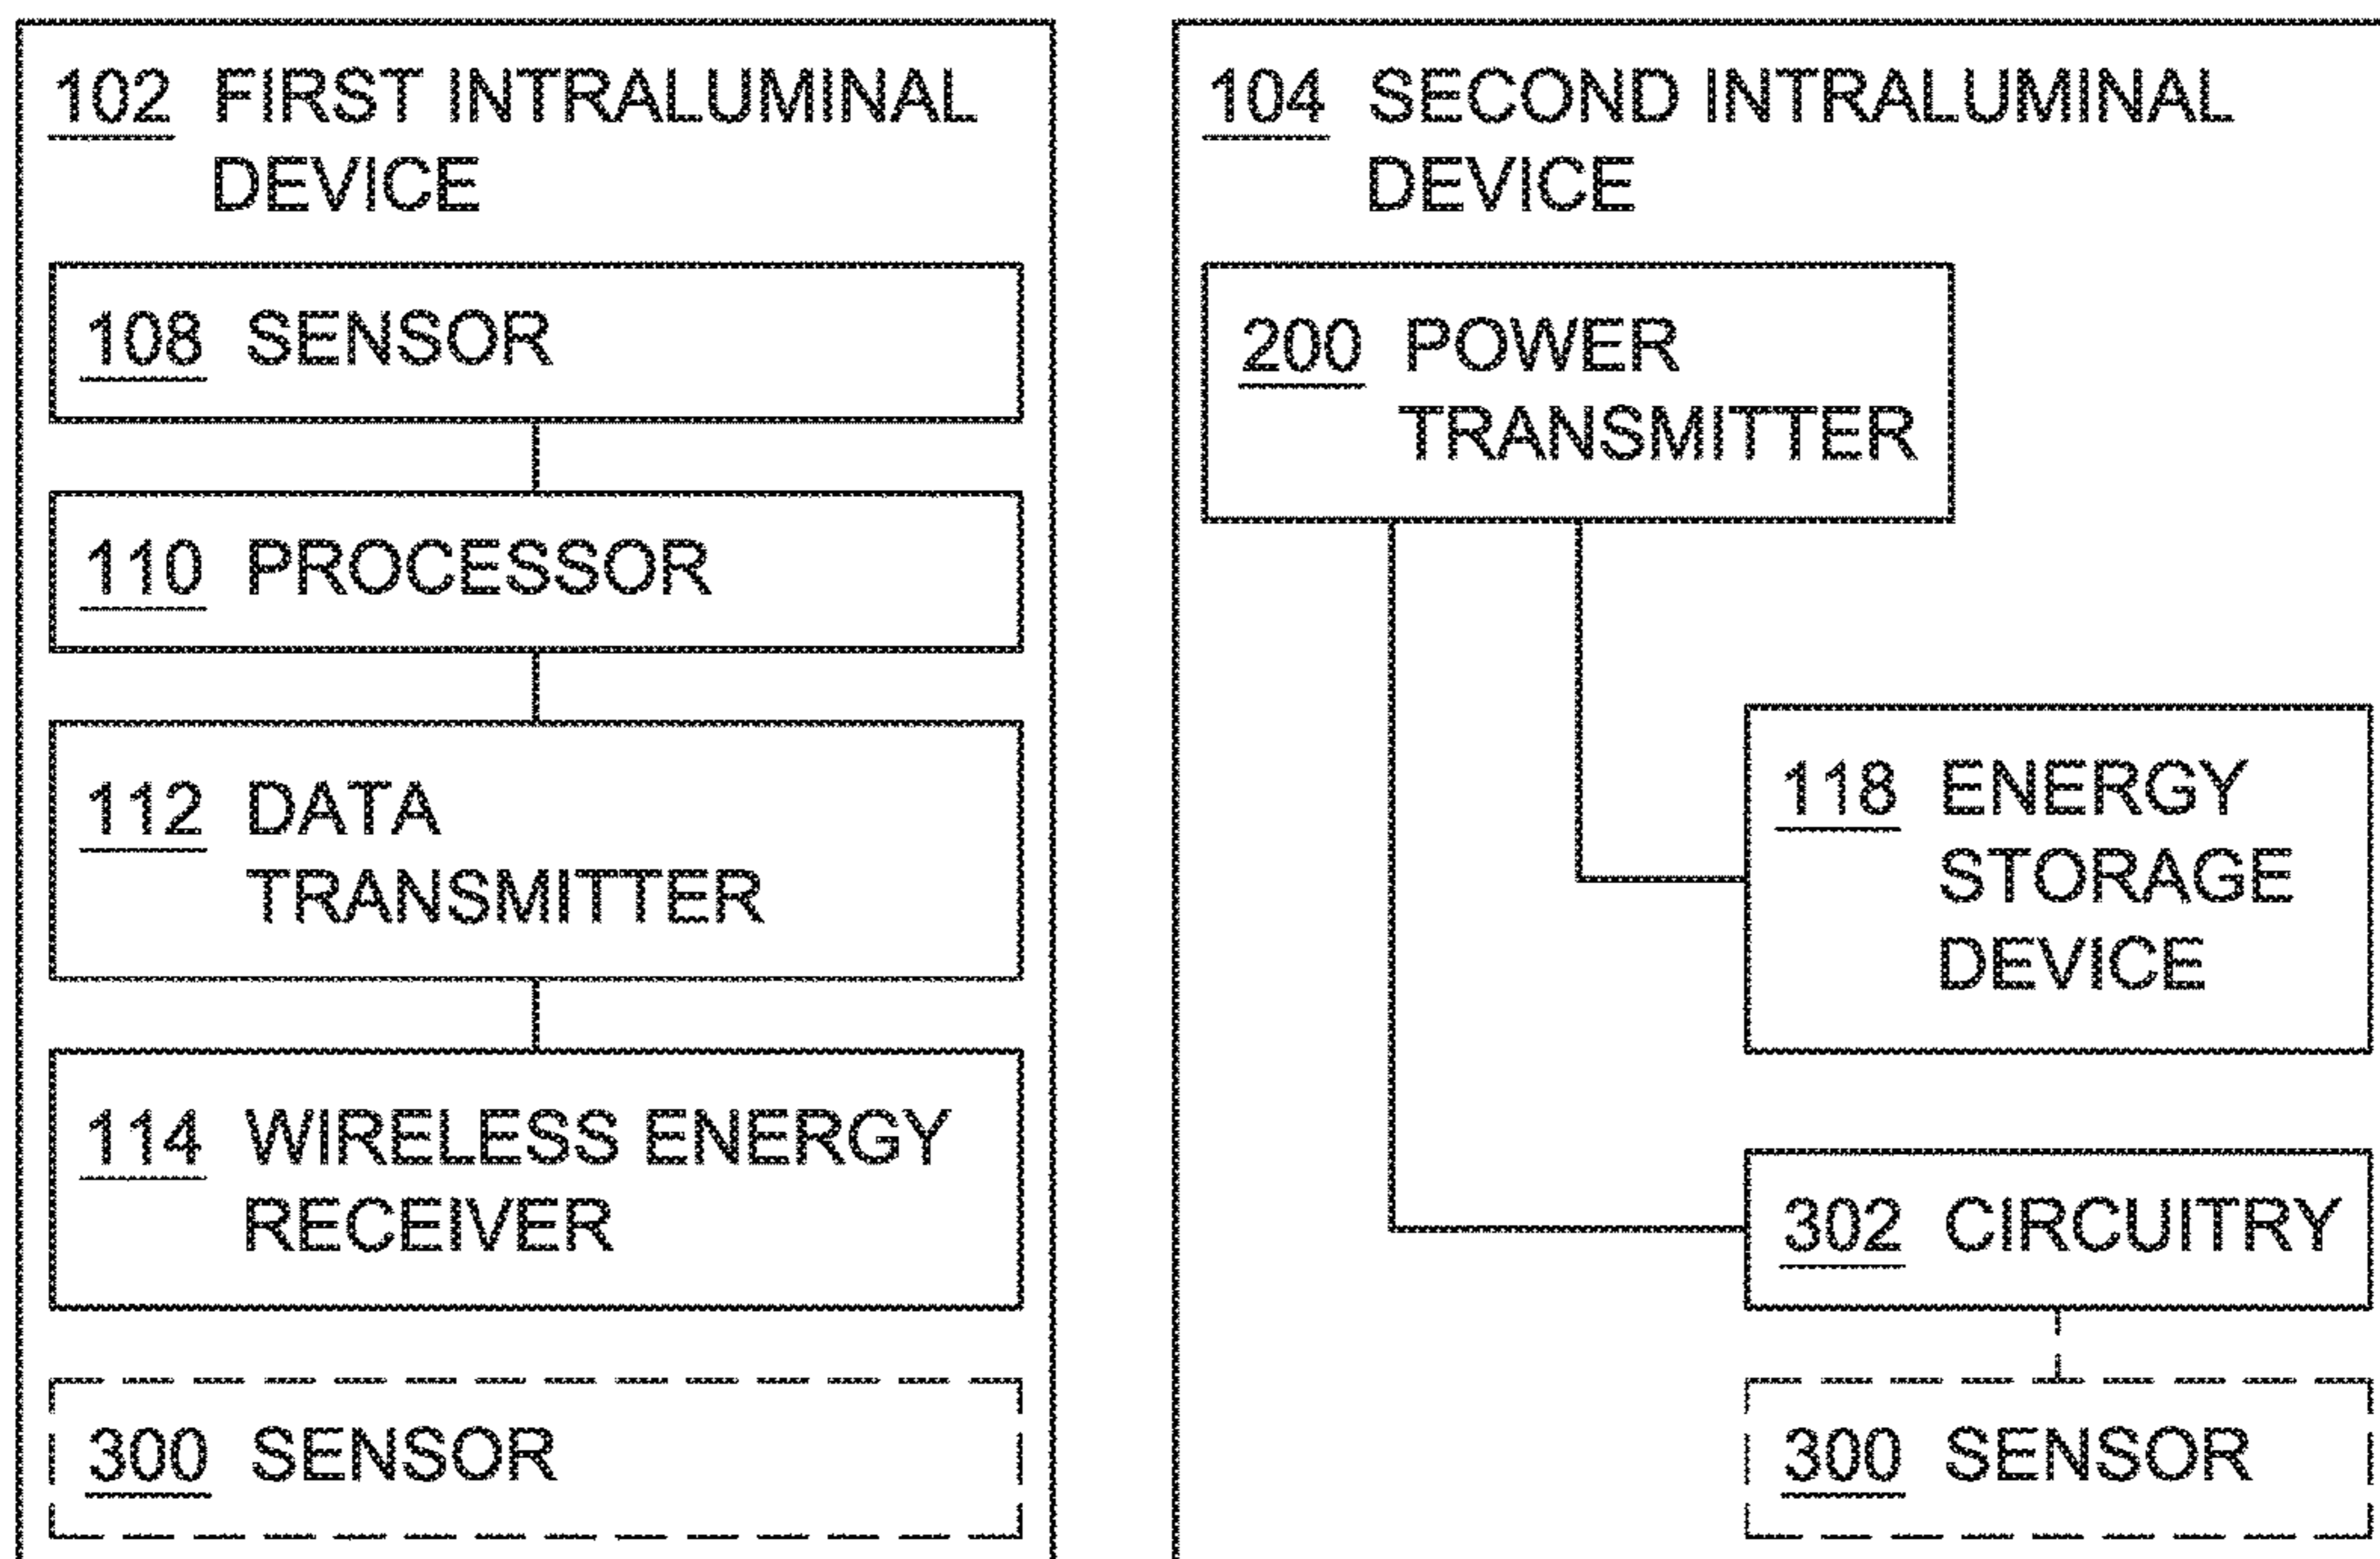 102 FIRST INTRALUMINAL
DEVICE
108 SENSOR
110 PROCESSOR
112 DATA
TRANSMITTER
114 WIRELESS ENERGY
RECEIVER
300 SENSOR
104 SECOND INTRALUMINAL
DEVICE
200 POWER
TRANSMITTER
118 ENERGY
STORAGE
DEVICE
302 CIRCUITRY
300 SENSOR